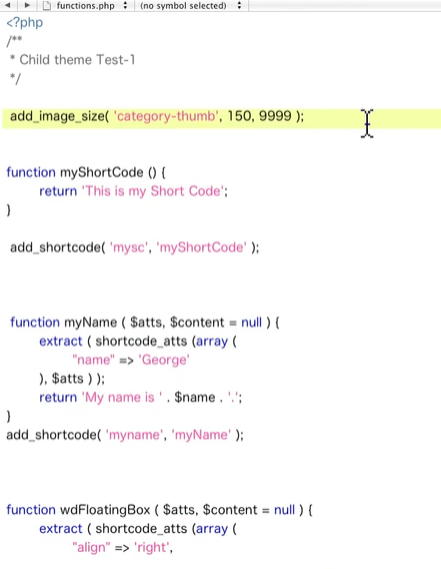 functions.php (no symbol selected)
<?php
/**
* Child theme Test-1
*/
add_image_size( 'category-thumb', 150, 9999 );
function myShortCode () {
return 'This is my Short Code';
}
add_shortcode( 'mysc', 'myShortCode' );
function myName ( $atts, $content = null ) {
extract ( shortcode_atts (array (
"name" => 'George'
), $atts ) );
return 'My name is ' . $name . '.';
}
add_shortcode( 'myname', 'myName' );
function wdFloatingBox ( $atts, $content = null ) {
extract ( shortcode_atts (array (
"align" => 'right',